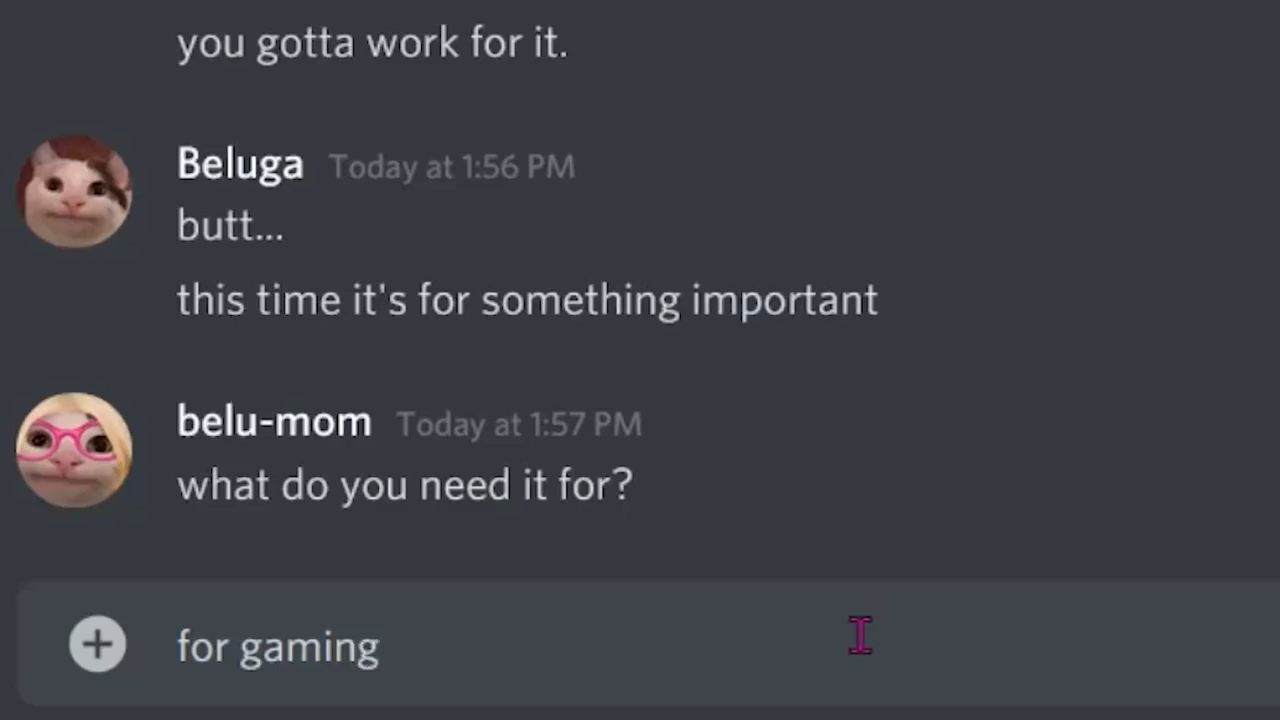 you gotta work for it.
Beluga Today at 1:56 PM
butt...
this time it's for something important
belu-mom Today at 1:57 PM
what do you need it for?
for gaming